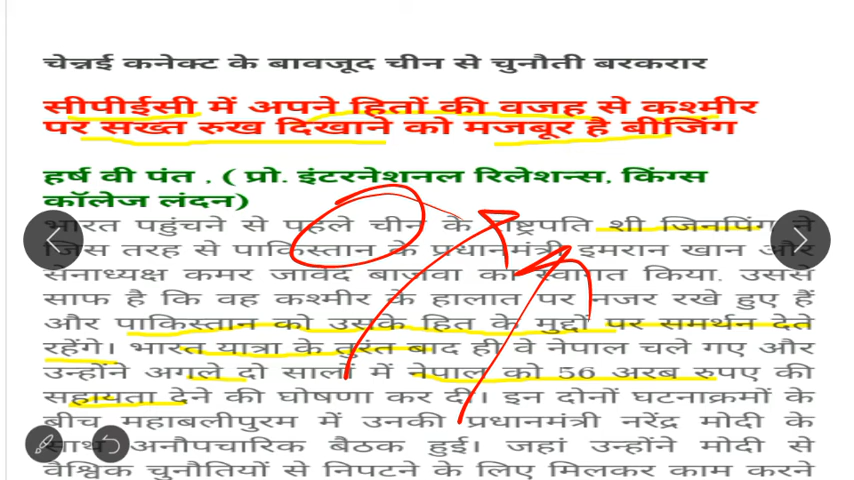 चेन्नई कनेक्ट के बावजूद चीन से चुनौती बरकरार
सीपीईसी में अपने हितों की वजह से कश्मीर
पर सख्त रुख दिखाने को मजबूर है बीजिंग
हर्ष वी पंत , ( प्रो. इंटरनेशनल रिलेशन्स, किंग्स
कॉलेज लंदन)
भारत पहुंचने से पहले चीन के राष्ट्रपति शी जिनपिंग ने
जिस तरह से पाकिस्तान के प्रधानमंत्री इमरान खान और
सेनाध्यक्ष कमर जावेद बाजवा का स्वागत किया. उससे
साफ है कि वह कश्मीर के हालात पर नजर रखे हुए हैं
और पाकिस्तान को उसके हित के मुद्दों पर समर्थन देते
रहेंगे। भारत यात्रा के तुरंत बाद ही वे नेपाल चले गए और
उन्होंने अगले दो सालों में नेपाल को 56 अरब रुपए की
सहायता देने की घोषणा कर दी। इन दोनों घटनाक्रमों के
बीच महाबलीपुरम में उनकी प्रधानमंत्री नरेंद्र मोदी के
साथ अनौपचारिक बैठक हुई। जहां उन्होंने मोदी से
वैश्विक चुनौतियों से निपटने के लिए मिलकर काम करने